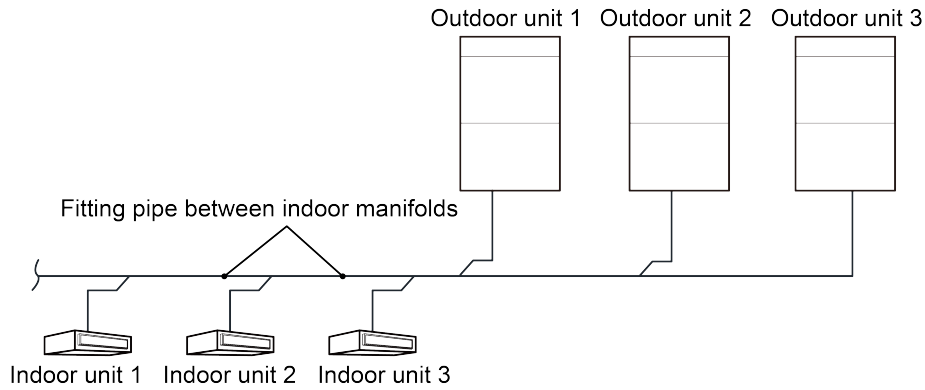 Outdoor unit 1 Outdoor unit 2 Outdoor unit 3
Fitting pipe between indoor manifolds
Indoor unit 1 Indoor unit 2 Indoor unit 3